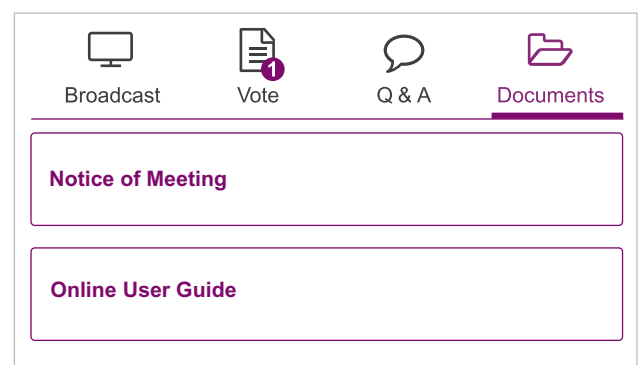 1
Broadcast Vote Q & A Documents
Notice of Meeting
Online User Guide